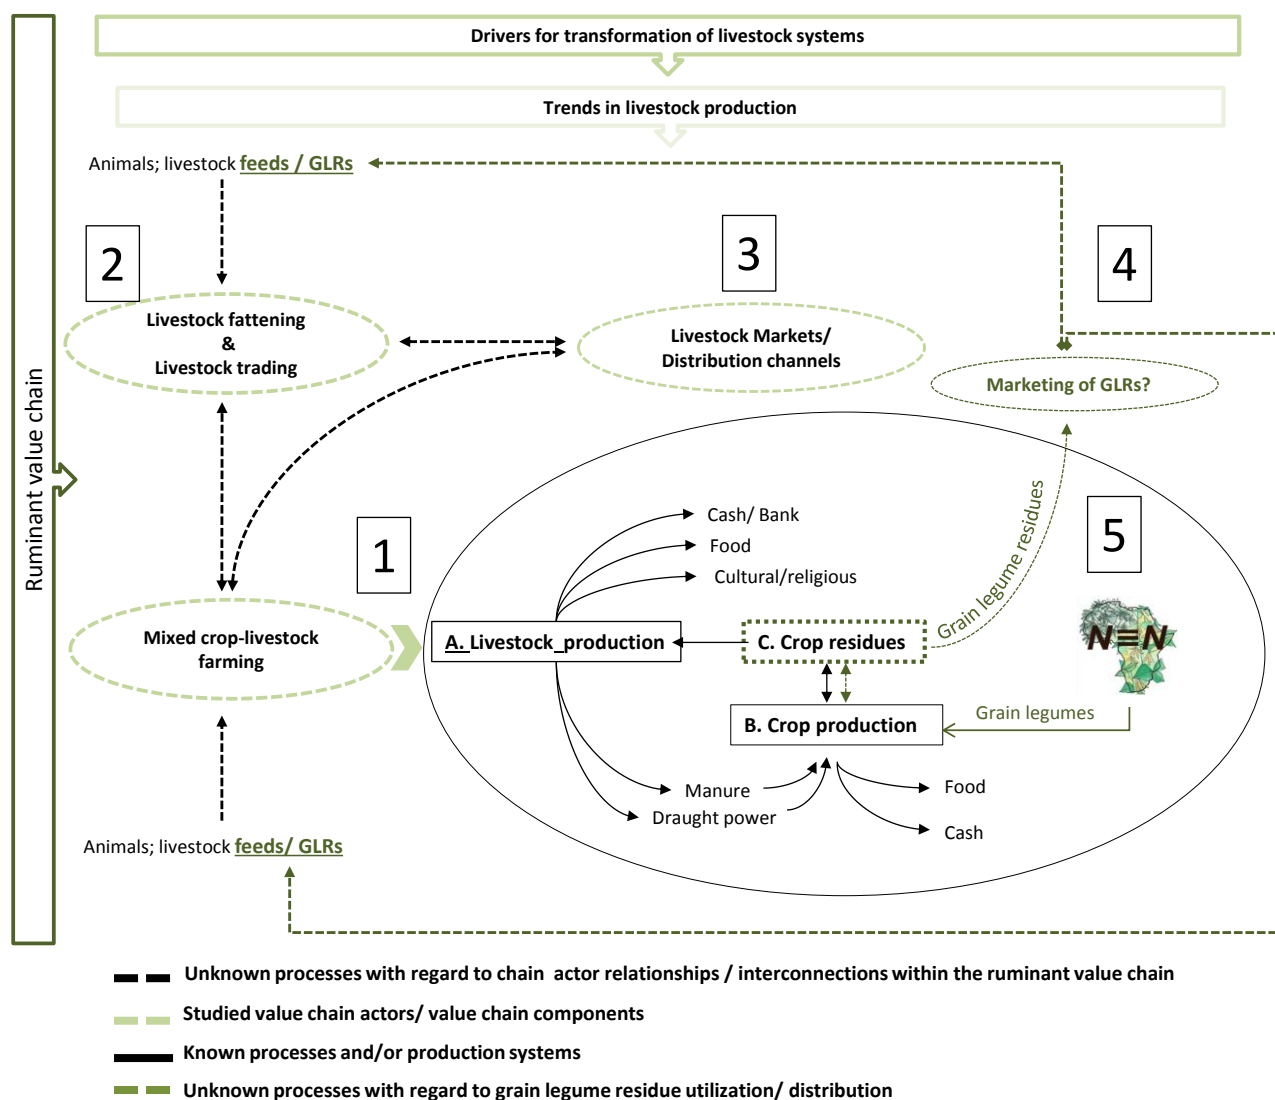 Drivers for transformation of livestock systems
Trends in livestock production
Ruminant value chain
Animals; livestock feeds / GLRs
2
3
4
Livestock fattening
&
Livestock trading
Livestock Markets/
Distribution channels
Marketing of GLRs?
1
5
Cash/ Bank
Food
Cultural/religious
Grain legume residues
Mixed crop-livestock
farming
A. Livestock_production
C. Crop residues
N≡N
B. Crop production
Grain legumes
Manure
Draught power
Food
Cash
Animals; livestock feeds/ GLRs
Unknown processes with regard to chain actor relationships / interconnections within the ruminant value chain
Studied value chain actors/ value chain components
Known processes and/or production systems
Unknown processes with regard to grain legume residue utilization/ distribution